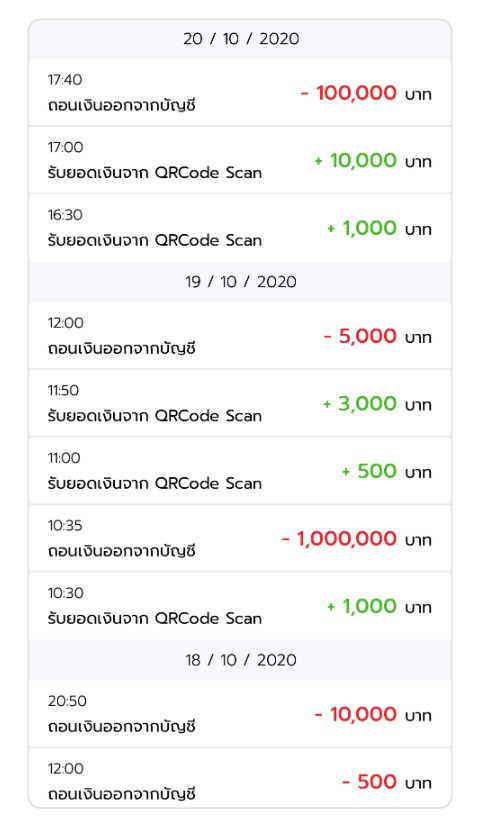 20 / 10 / 2020
17:40
ถอนเงินออกจากบัญชี
- 100,000 บาท
17:00
รับยอดเงินจาก QRCode Scan
+ 10,000 บาท
16:30
รับยอดเงินจาก QRCode Scan
+ 1,000 บาท
19 / 10 / 2020
12:00
ถอนเงินออกจากบัญชี
- 5,000 บาท
11:50
รับยอดเงินจาก QRCode Scan
+ 3,000 บาท
11:00
รับยอดเงินจาก QRCode Scan
+ 500 บาท
10:35
ถอนเงินออกจากบัญชี
- 1,000,000 บาท
10:30
รับยอดเงินจาก QRCode Scan
+ 1,000 บาท
18 / 10 / 2020
20:50
ถอนเงินออกจากบัญชี
- 10,000 บาท
12:00
ถอนเงินออกจากบัญชี
- 500 บาท